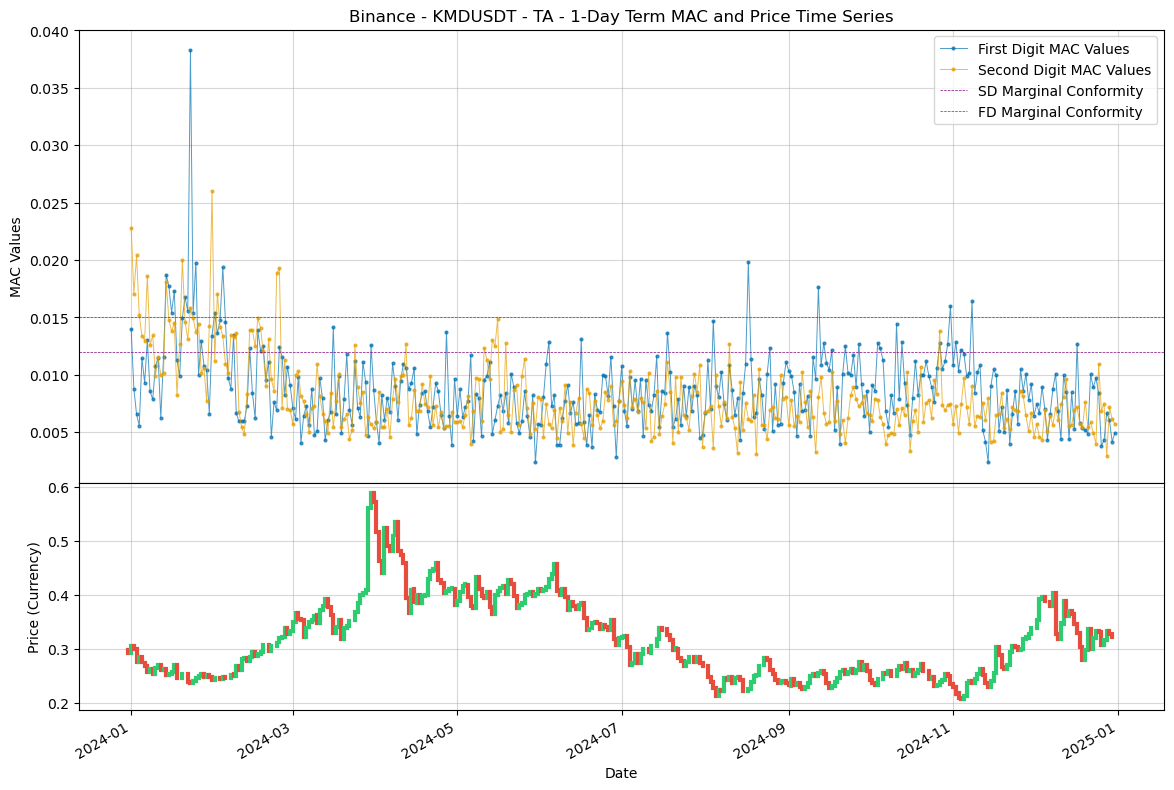 Binance - KMDUSDT - TA - 1-Day Term MAC and Price Time Series
0.040
0.035
0.030
0.025
0.020
0.015
0.010
0.005
MAC Values
First Digit MAC Values
Second Digit MAC Values
SD Marginal Conformity
FD Marginal Conformity
0.6
0.5
0.4
0.3
0.2
Price (Currency)
2024-01
2024-03
2024-05
2024-07
2024-09
2024-11
2025-01
Date